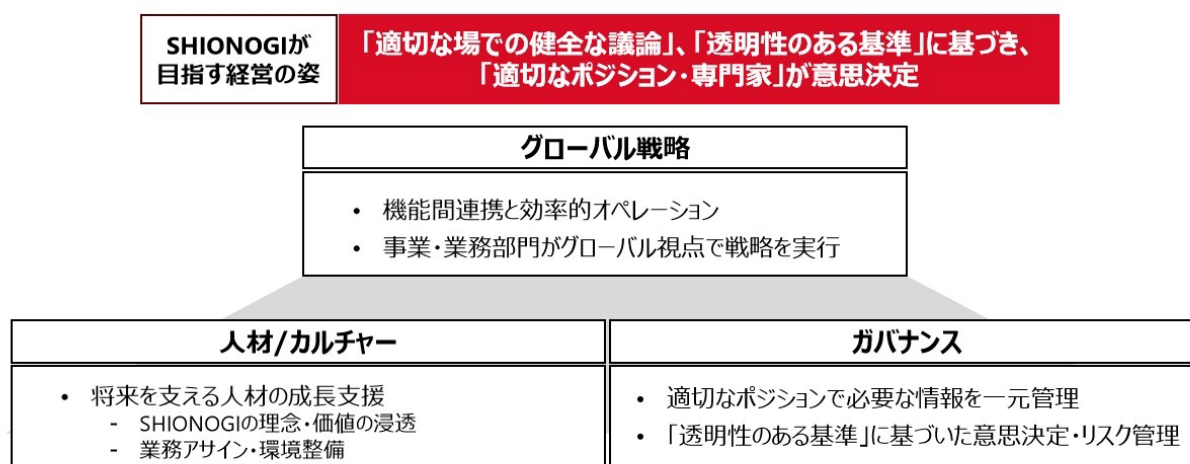 SHIONOGIが
目指す経営の姿
「適切な場での健全な議論」、「透明性のある基準」に基づき、
「適切なポジション・専門家」が意思決定
グローバル戦略
• 機能間連携と効率的オペレーション
• 事業・業務部門がグローバル視点で戦略を実行
人材/カルチャー
• 将来を支える人材の成長支援
- SHIONOGIの理念・価値の浸透
- 業務アサイン・環境整備
ガバナンス
• 適切なポジションで必要な情報を一元管理
• 「透明性のある基準」に基づいた意思決定・リスク管理